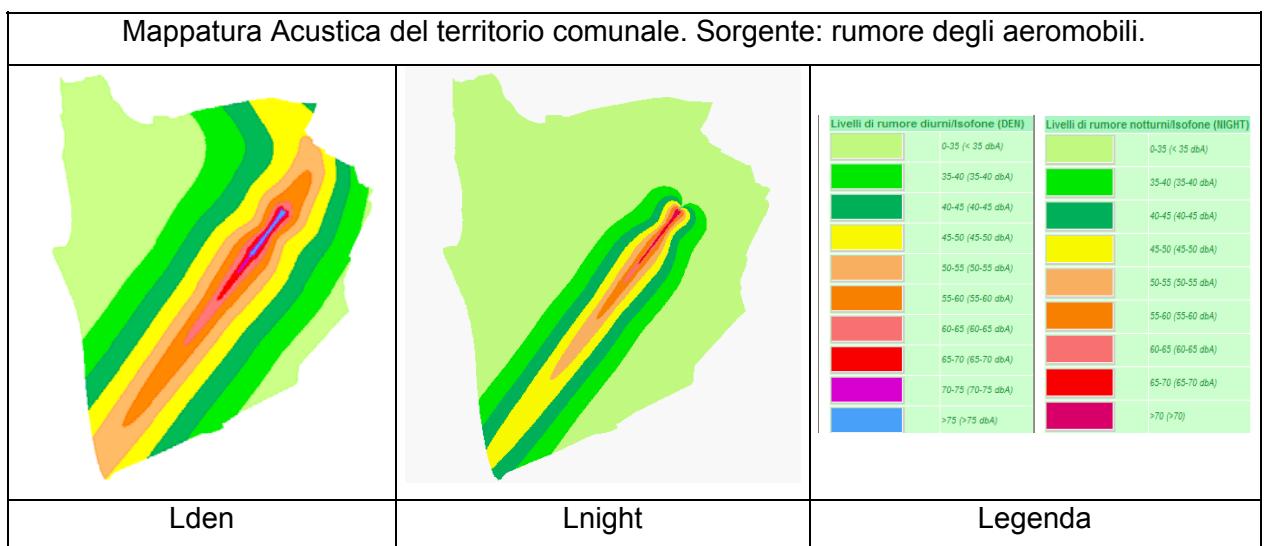 Mappatura Acustica del territorio comunale. Sorgente: rumore degli aeromobili.
Livelli di rumore diurni/Isofone (DEN)
0-35 (< 35 dbA)
35-40 (35-40 dbA)
40-45 (40-45 dbA)
45-50 (45-50 dbA)
50-55 (50-55 dbA)
55-60 (55-60 dbA)
60-65 (60-65 dbA)
65-70 (65-70 dbA)
70-75 (70-75 dbA)
>75 (>75 dbA)
Livelli di rumore notturni/Isofone (NIGHT)
0-35 (< 35 dbA)
35-40 (35-40 dbA)
40-45 (40-45 dbA)
45-50 (45-50 dbA)
50-55 (50-55 dbA)
55-60 (55-60 dbA)
60-65 (60-65 dbA)
65-70 (65-70 dbA)
>70 (>70)
Lden
Lnight
Legenda